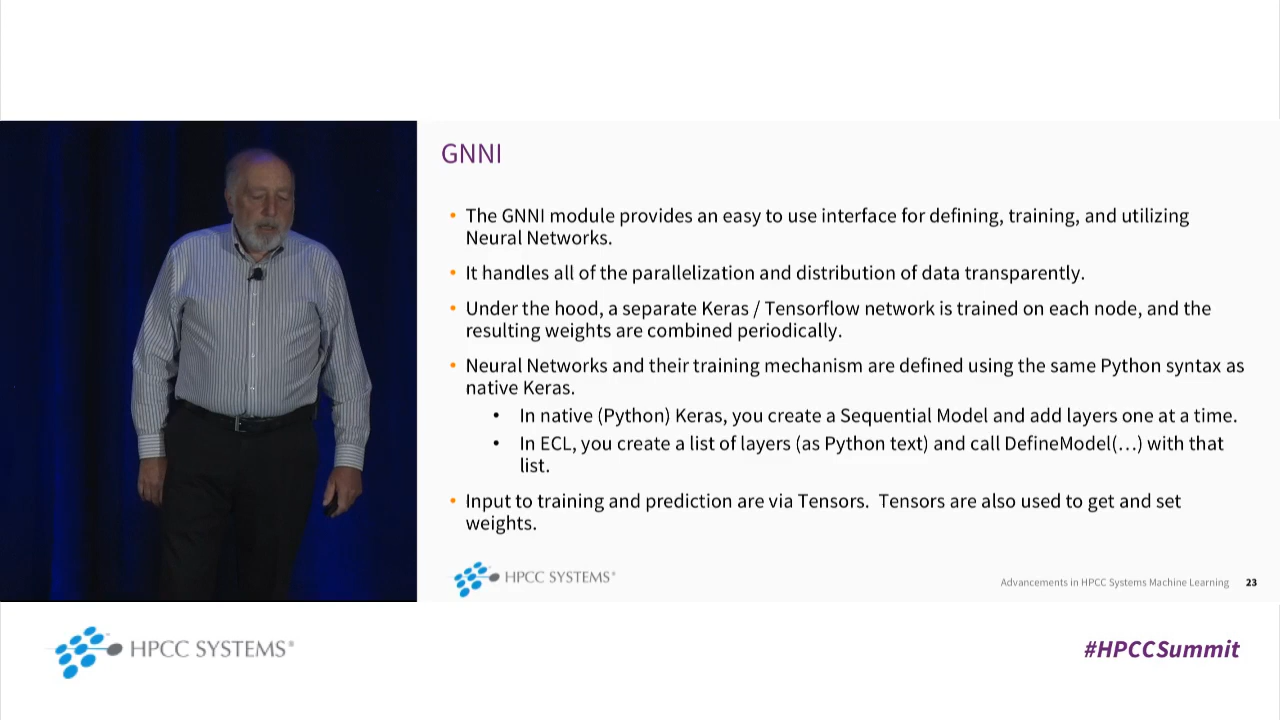 GNNI
• The GNNI module provides an easy to use interface for defining, training, and utilizing
Neural Networks.
• It handles all of the parallelization and distribution of data transparently.
• Under the hood, a separate Keras / Tensorflow network is trained on each node, and the
resulting weights are combined periodically.
• Neural Networks and their training mechanism are defined using the same Python syntax as
native Keras.
• In native (Python) Keras, you create a Sequential Model and add layers one at a time.
• In ECL, you create a list of layers (as Python text) and call DefineModel(…) with that
list.
• Input to training and prediction are via Tensors.  Tensors are also used to get and set
weights.
HPCC SYSTEMS®
Advancements in HPCC Systems Machine Learning 23
HPCC SYSTEMS®
#HPCCSummit